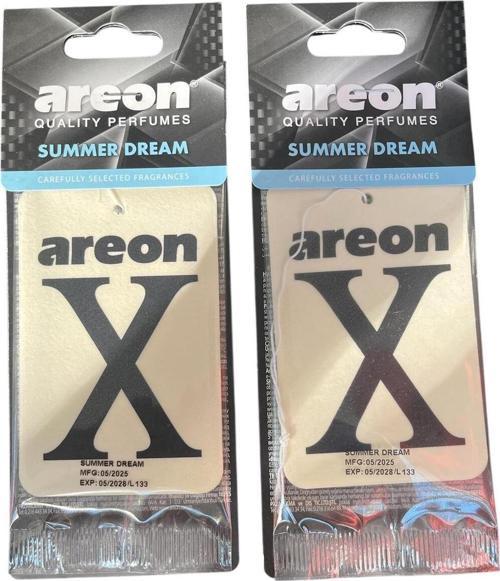 areon®
QUALITY PERFUMES
SUMMER DREAM
CAREFULLY SELECTED FRAGRANCES
areon
X
SUMMER DREAM
MFG:05/2025
EXP: 05/2028/L133
areon®
QUALITY PERFUMES
SUMMER DREAM
CAREFULLY SELECTED FRAGRANCES
areon
X
SUMMER DREAM
MFG:05/2025
EXP: 05/2028/L133